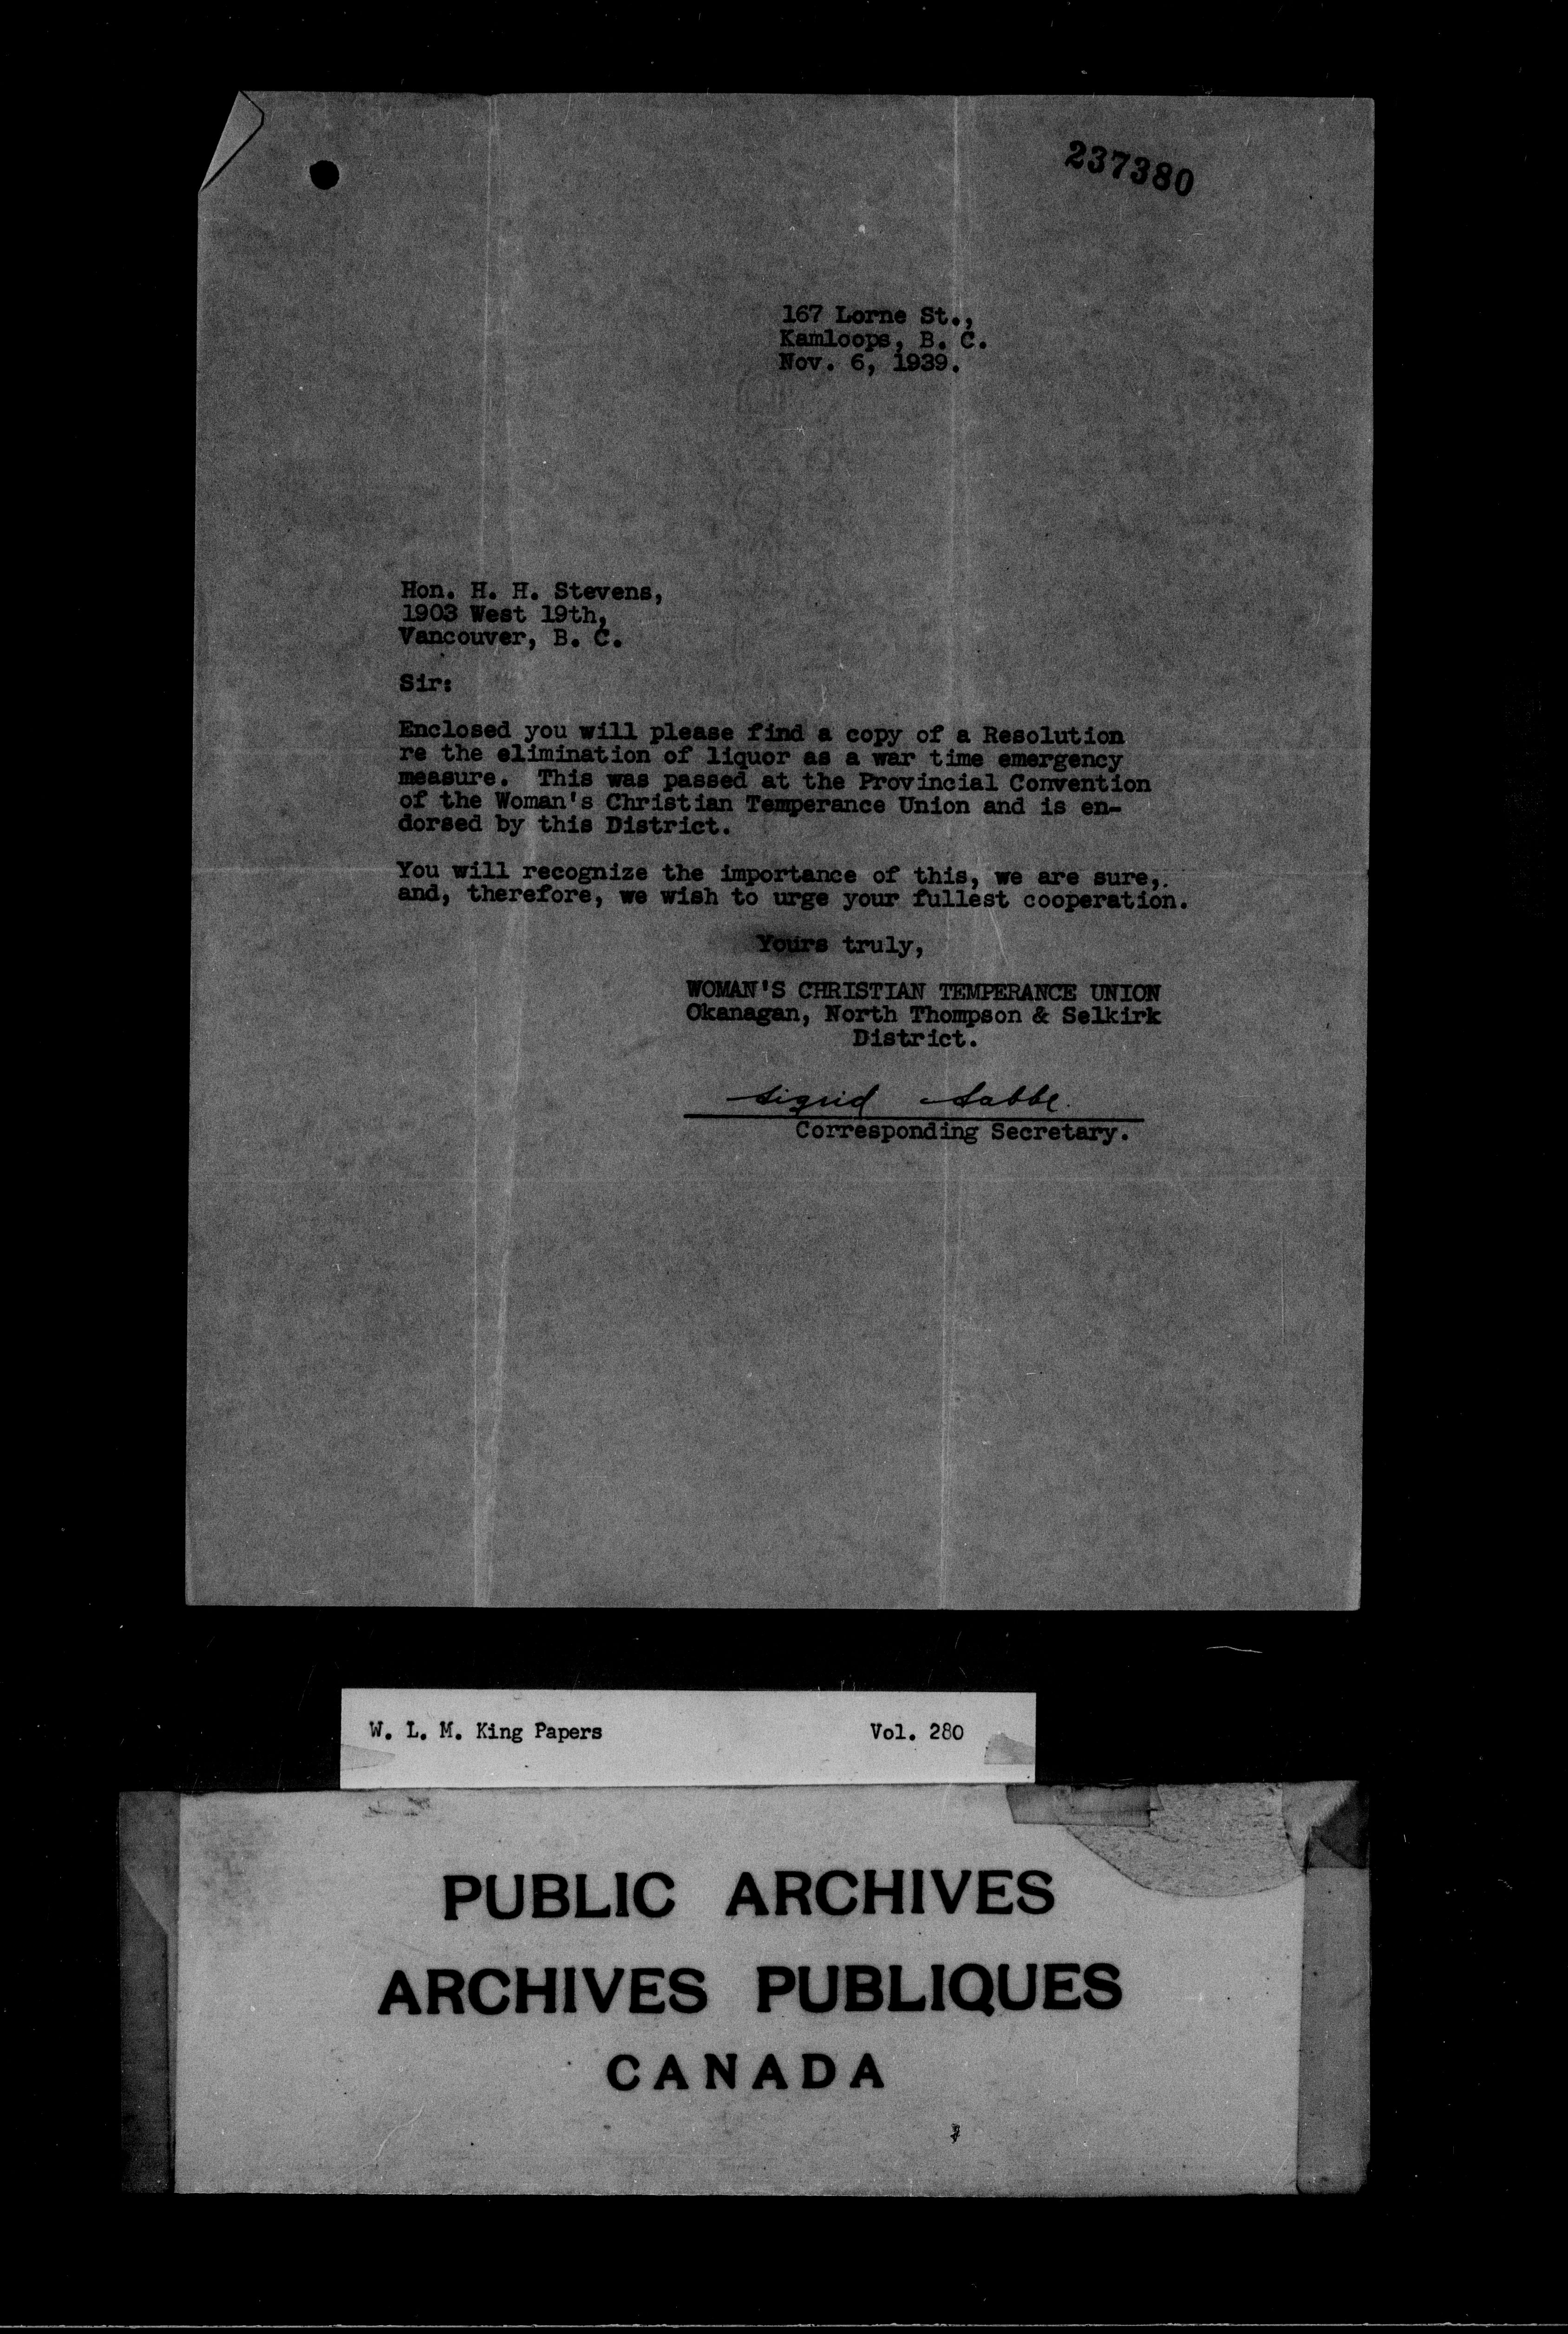 237380
167 Lorne St.,
Kamloops, B. C.
Nov. 6, 1939.
Hon. H. H. Stevens,
1903 West 19th,
Vancouver, B. C.
Sir:
Enclosed you will please find a copy of a Resolution
re the elimination of liquor as a war time emergency
measure. This was passed at the Provincial Convention
of the Woman's Christian Temperance Union and is en-
dorsed by this District.
You will recognize the importance of this, we are sure,.
and, therefore, we wish to urge your fullest cooperation.
Yours truly,
WOMAN'S CHRISTIAN TEMPERANCE UNION
Okanagan, North Thompson & Selkirk
District.
Sigrid
Corresponding Secretary.
W. L. M. King Papers Vol. 280
PUBLIC ARCHIVES
ARCHIVES PUBLIQUES
CANADA